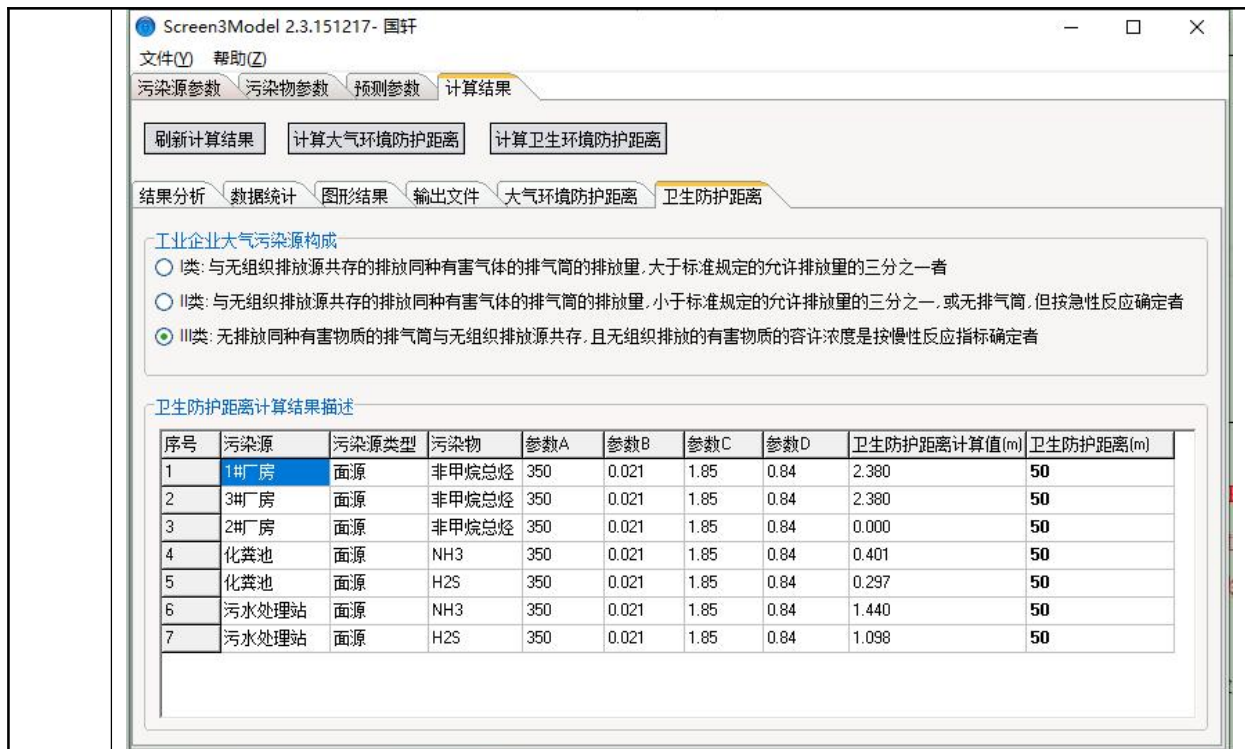 Screen3Model 2.3.151217- 国轩
文件(Y) 帮助(Z)
污染源参数 污染物参数 预测参数 计算结果
刷新计算结果 计算大气环境防护距离 计算卫生环境防护距离
结果分析 数据统计 图形结果 输出文件 大气环境防护距离 卫生防护距离
工业企业大气污染源构成
I类: 与无组织排放源共存的排放同种有害气体的排气筒的排放量,大于标准规定的允许排放量的三分之一者
II类: 与无组织排放源共存的排放同种有害气体的排气筒的排放量,小于标准规定的允许排放量的三分之一,或无排气筒,但按急性反应确定者
III类: 无排放同种有害物质的排气筒与无组织排放源共存,且无组织排放的有害物质的容许浓度是按慢性反应指标确定者
卫生防护距离计算结果描述
序号 污染源 污染源类型 污染物 参数A 参数B 参数C 参数D 卫生防护距离计算值(m) 卫生防护距离(m)
1 1#厂房 面源 非甲烷总烃 350 0.021 1.85 0.84 2.380 50
2 3#厂房 面源 非甲烷总烃 350 0.021 1.85 0.84 2.380 50
3 2#厂房 面源 非甲烷总烃 350 0.021 1.85 0.84 0.000 50
4 化粪池 面源 NH3 350 0.021 1.85 0.84 0.401 50
5 化粪池 面源 H2S 350 0.021 1.85 0.84 0.297 50
6 污水处理站 面源 NH3 350 0.021 1.85 0.84 1.440 50
7 污水处理站 面源 H2S 350 0.021 1.85 0.84 1.098 50